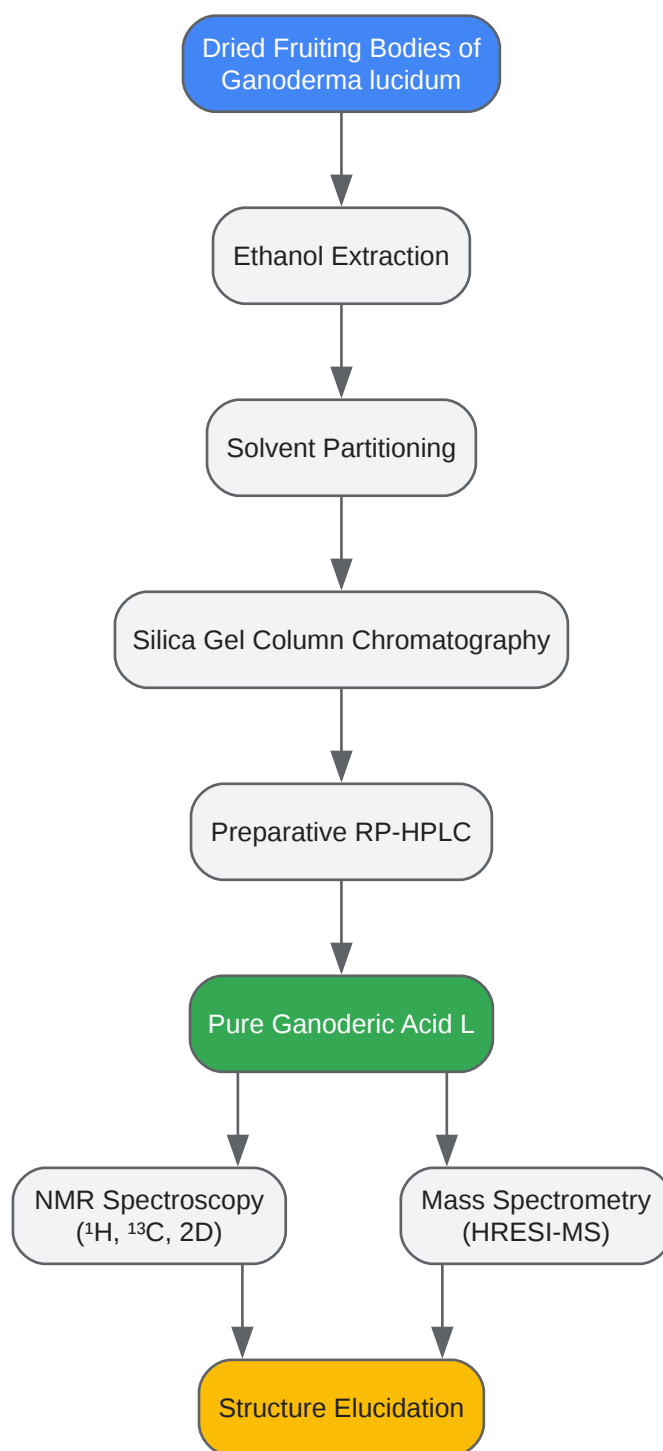 Dried Fruiting Bodies of
Ganoderma lucidum
Ethanol Extraction
Solvent Partitioning
Silica Gel Column Chromatography
Preparative RP-HPLC
Pure Ganoderic Acid L
NMR Spectroscopy
(¹H, ¹³C, 2D)
Mass Spectrometry
(HRESI-MS)
Structure Elucidation